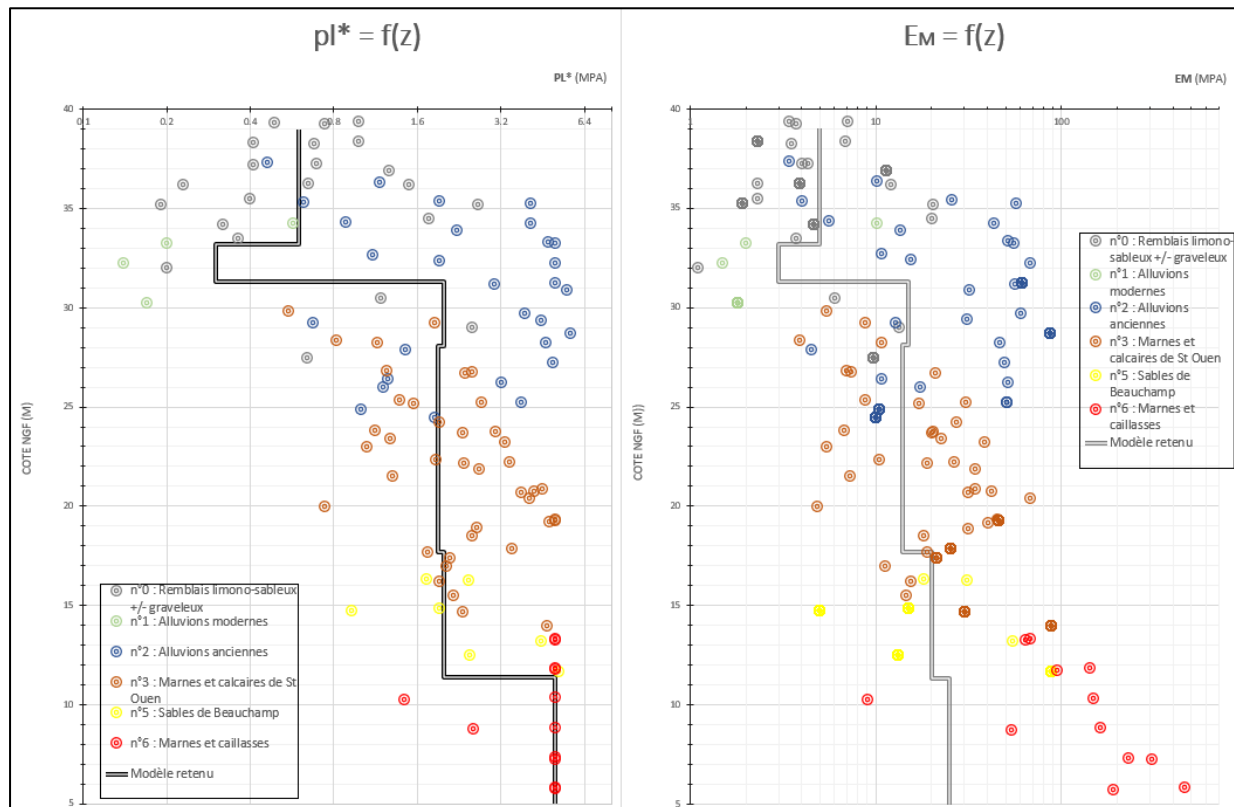 pl* = f(z)
PL* (MPA)
0.1 0.2 0.4 0.8 1.6 3.2 6.4
40
35
30
25
20
15
10
5
COTE NGF (M)
n°0 : Remblais limono-sableux
+/- graveleux
n°1 : Alluvions modernes
n°2 : Alluvions anciennes
n°3 : Marnes et calcaires de St
Ouen
n°5 : Sables de Beauchamp
n°6 : Marnes et caillasses
Modèle retenu
EM = f(z)
EM (MPA)
1 10 100
40
35
30
25
20
15
10
5
COTE NGF (M))
n°0 : Remblais limono-
sableux +/- graveleux
n°1 : Alluvions
modernes
n°2 : Alluvions
anciennes
n°3 : Marnes et
calcaires de St Ouen
n°5 : Sables de
Beauchamp
n°6 : Marnes et
caillasses
Modèle retenu